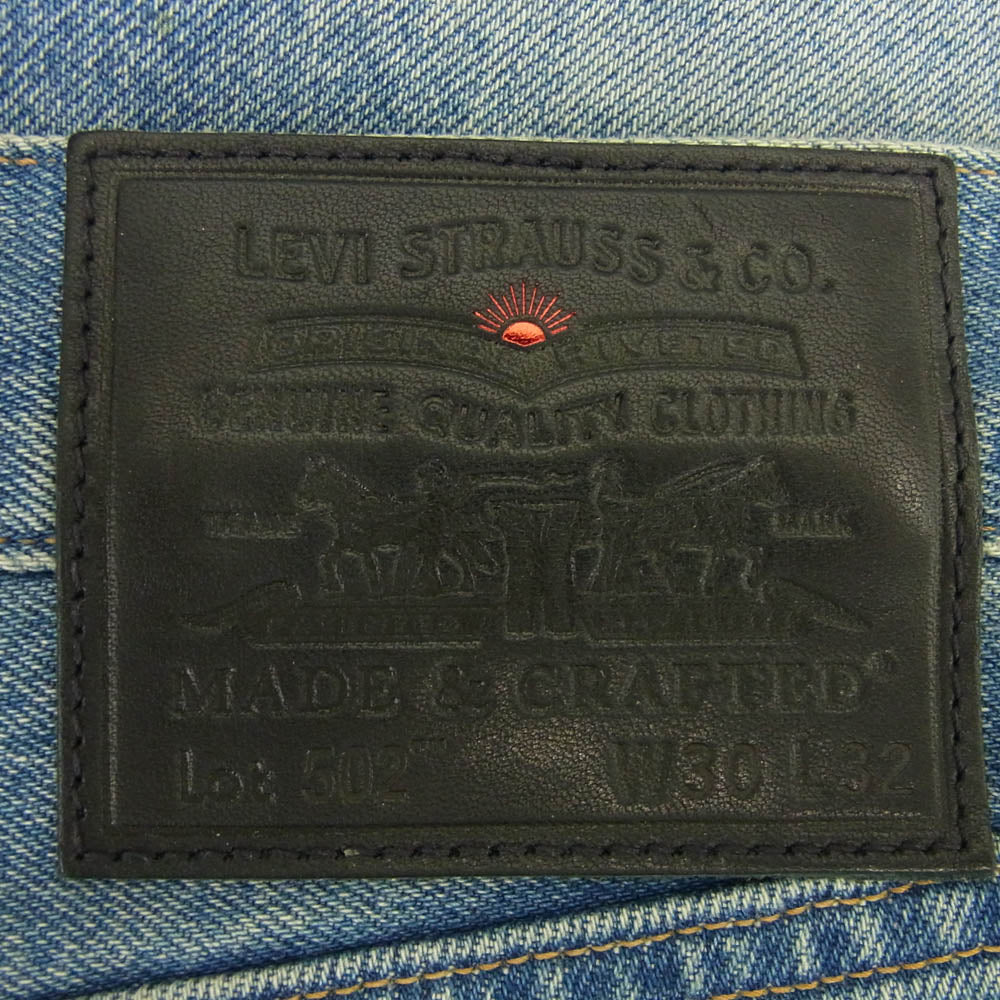 LEVI STRAUSS & CO.
RIVETED
GENUINE QUALITY CLOTHING
TRADE MARK
MADE & CRAFTED®
Lot 502™ W30 L32